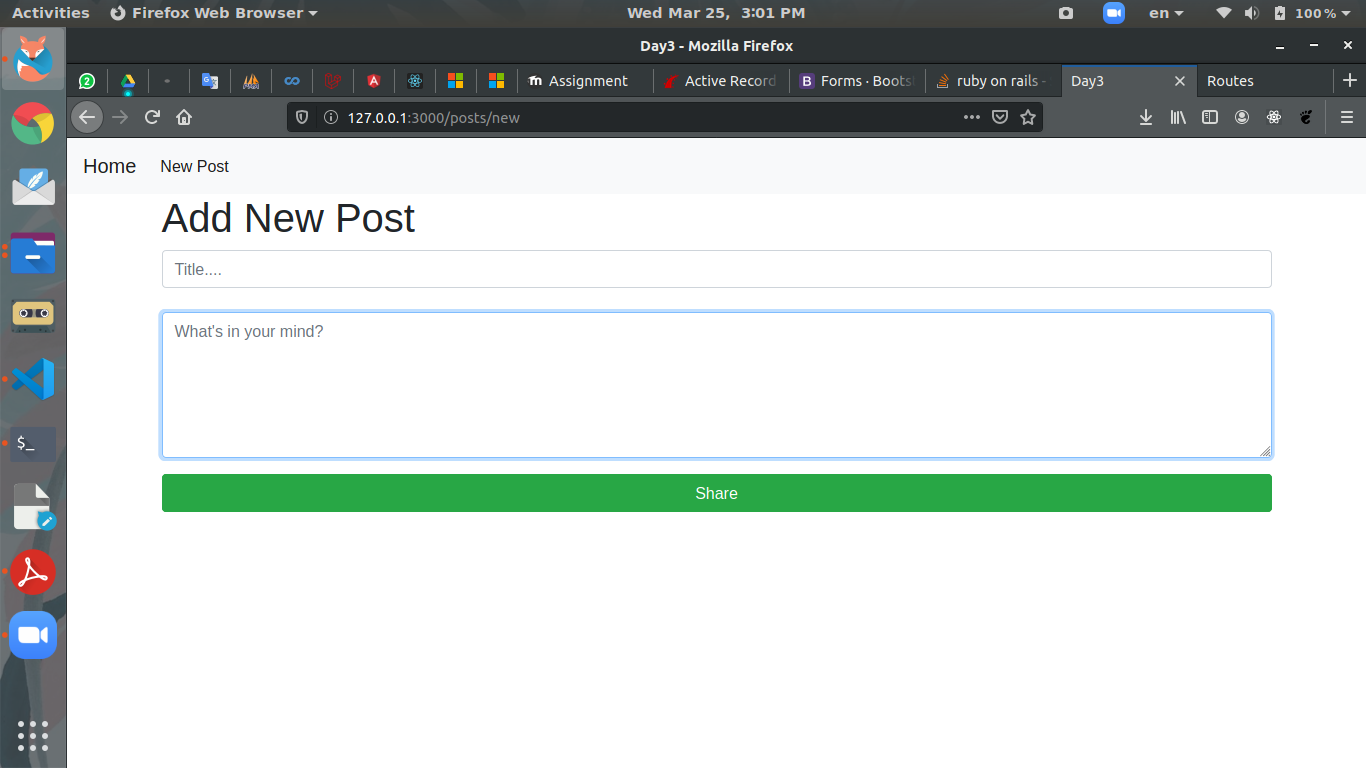 Activities Firefox Web Browser Wed Mar 25, 3:01 PM en 100 %
Day3 - Mozilla Firefox
2 Assignment Active Record Forms · Boots ruby on rails - Day3 Routes
127.0.0.1:3000/posts/new
Home New Post
Add New Post
Title....
What's in your mind?
Share
$_